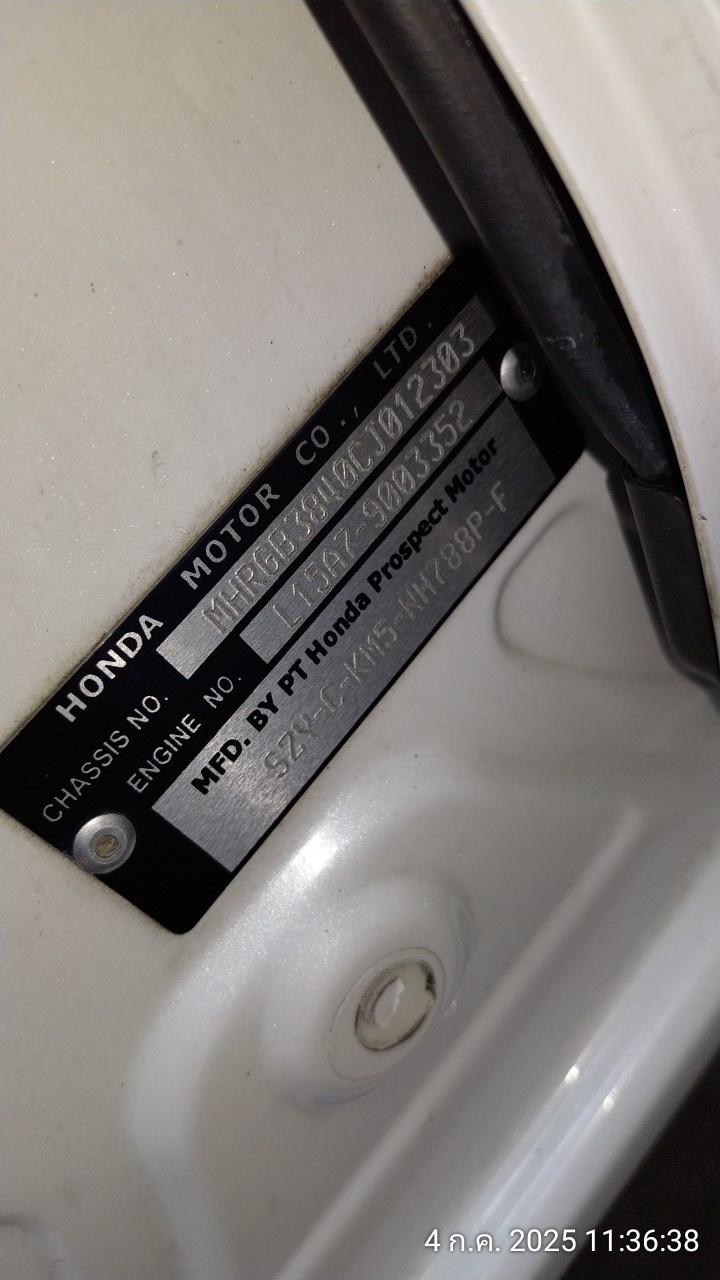 HONDA MOTOR CO., LTD.
CHASSIS NO. MHRGB3840CJ012303
ENGINE NO. L15A7-9003352
MFD. BY PT Honda Prospect Motor
SZY-C-KM5-NH788P-F
4 ก.ค. 2025 11:36:38